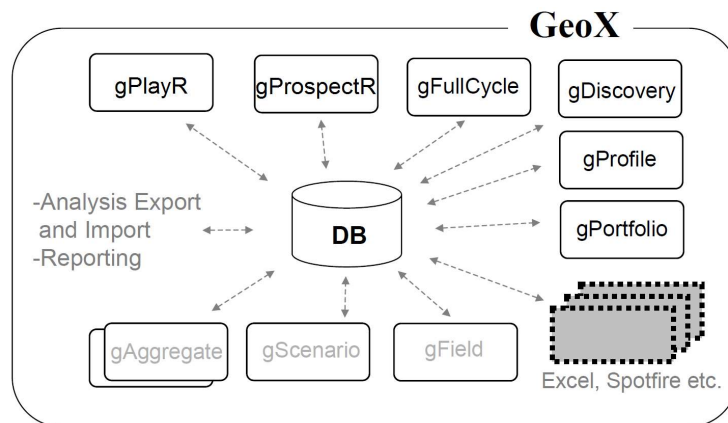 GeoX
gPlayR
gProspectR
gFullCycle
gDiscovery
gProfile
gPortfolio
-Analysis Export
and Import
-Reporting
DB
gAggregate
gScenario
gField
Excel, Spotfire etc.